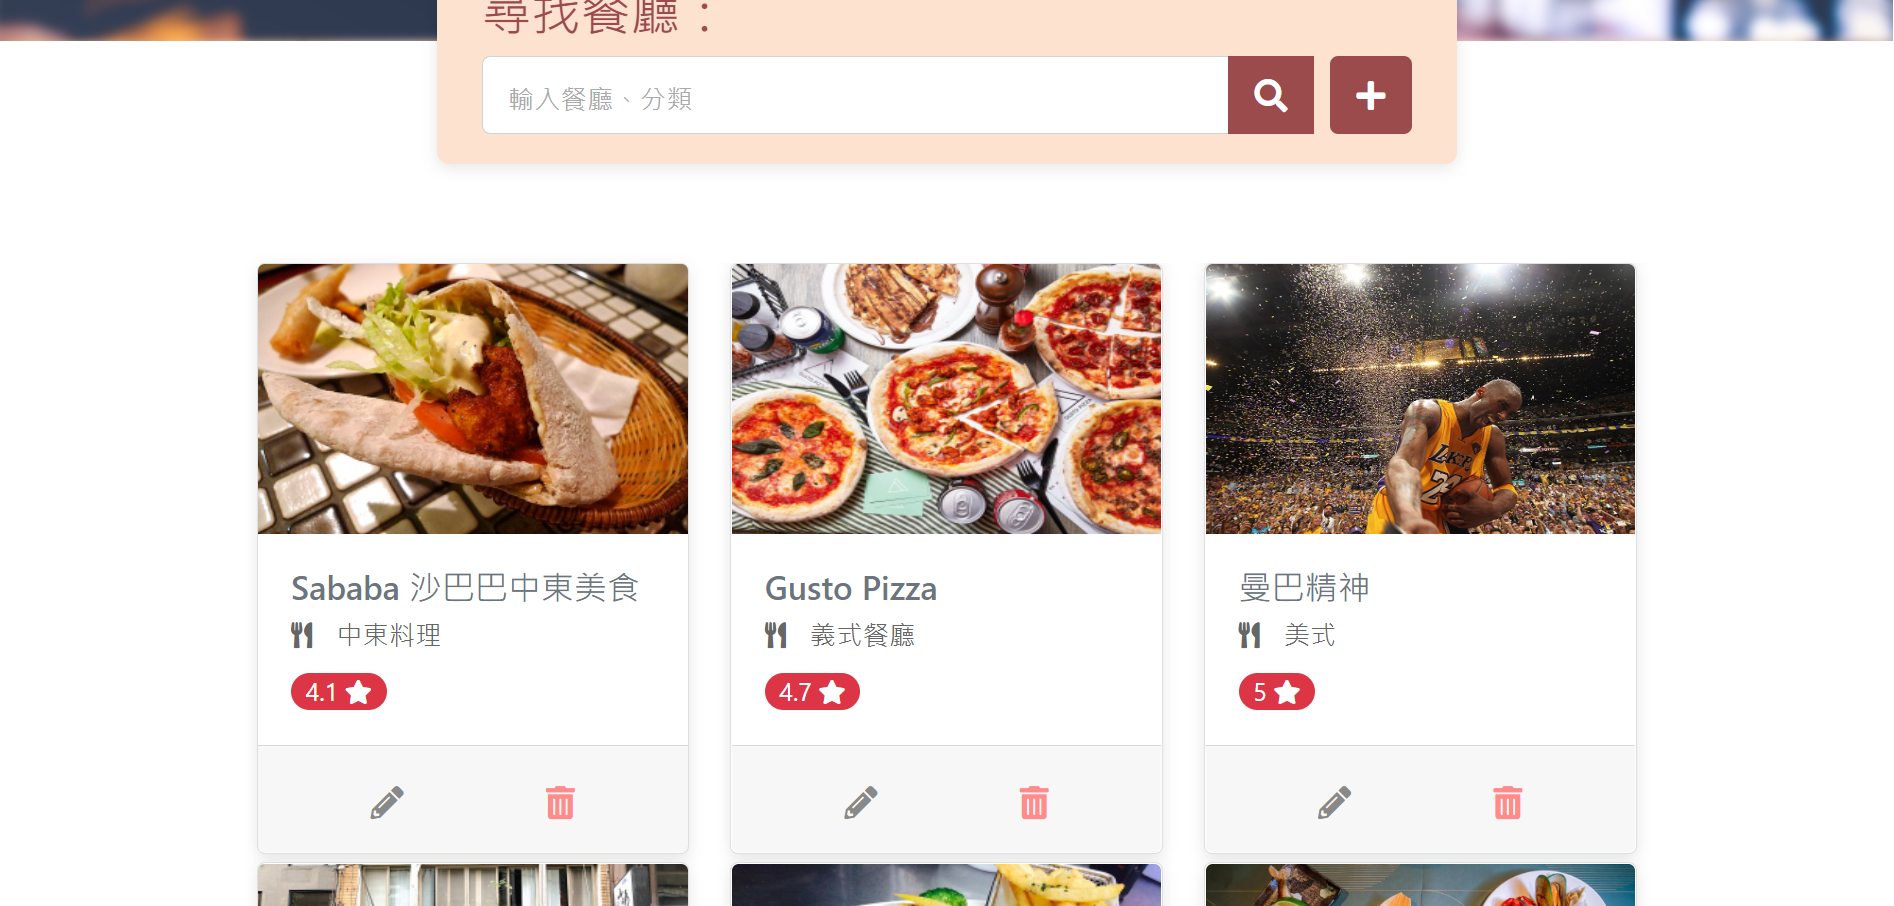 尋找餐廳：
輸入餐廳、分類
Sababa 沙巴巴中東美食
中東料理
4.1
Gusto Pizza
義式餐廳
4.7
曼巴精神
美式
5